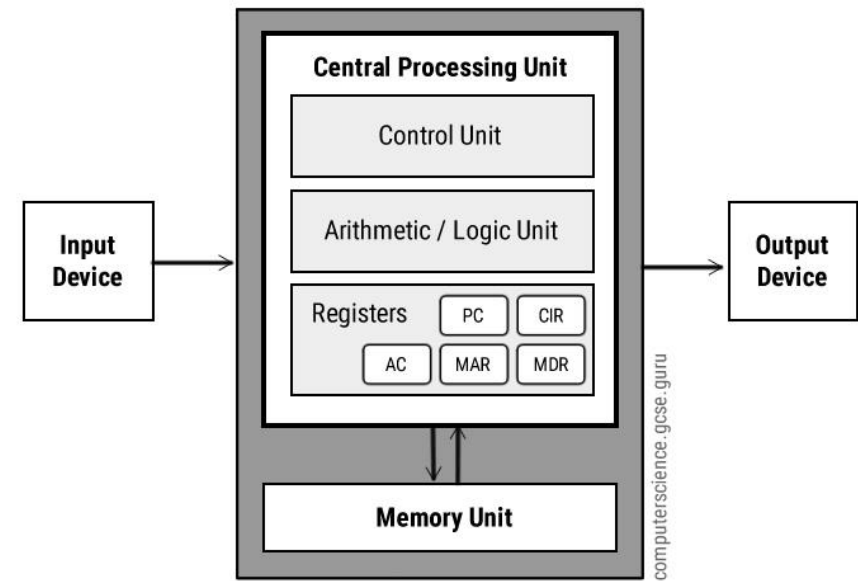 Central Processing Unit
Control Unit
Arithmetic / Logic Unit
Input
Device
Output
Device
Registers
PC
CIR
AC
MAR
MDR
Memory Unit
computerscience.gcse.guru